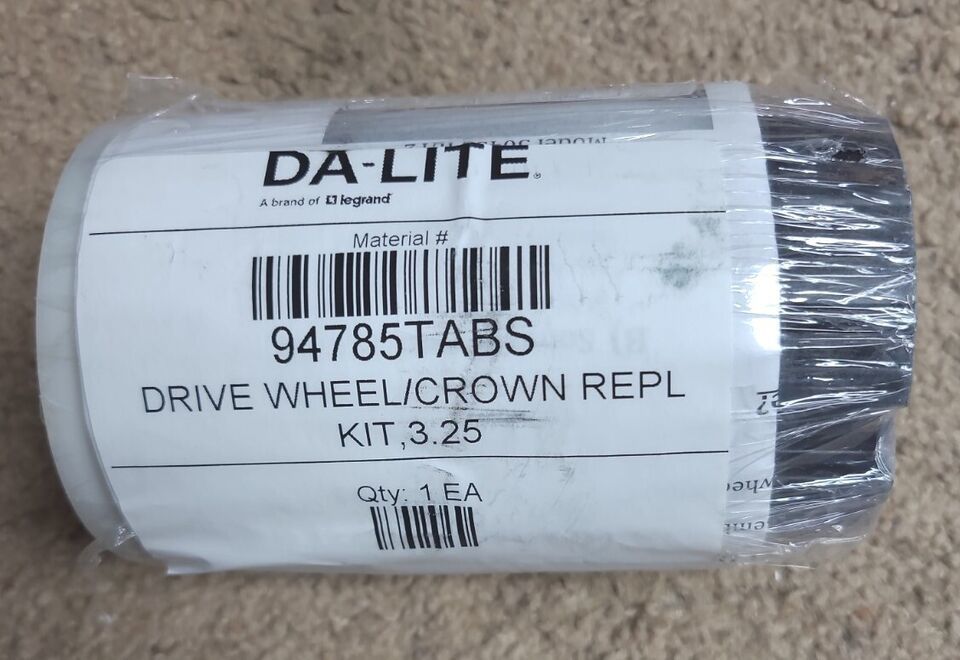 DA-LITE®
A brand of legrand
Material #
94785TABS
DRIVE WHEEL/CROWN REPL
KIT,3.25
Qty: 1 EA